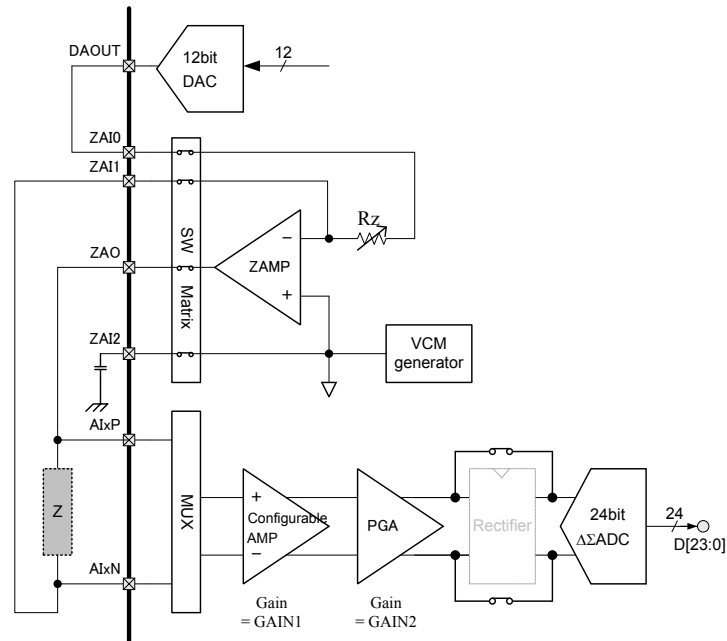 DAOUT
12bit
DAC
12
ZAI0
ZAI1
SW
Matrix
Rz
−
ZAMP
+
ZAO
ZAI2
VCM
generator
AIxP
Z
AIxN
MUX
+
Configurable
AMP
−
PGA
Rectifier
24bit
ΔΣADC
24
D[23:0]
Gain
= GAIN1
Gain
= GAIN2